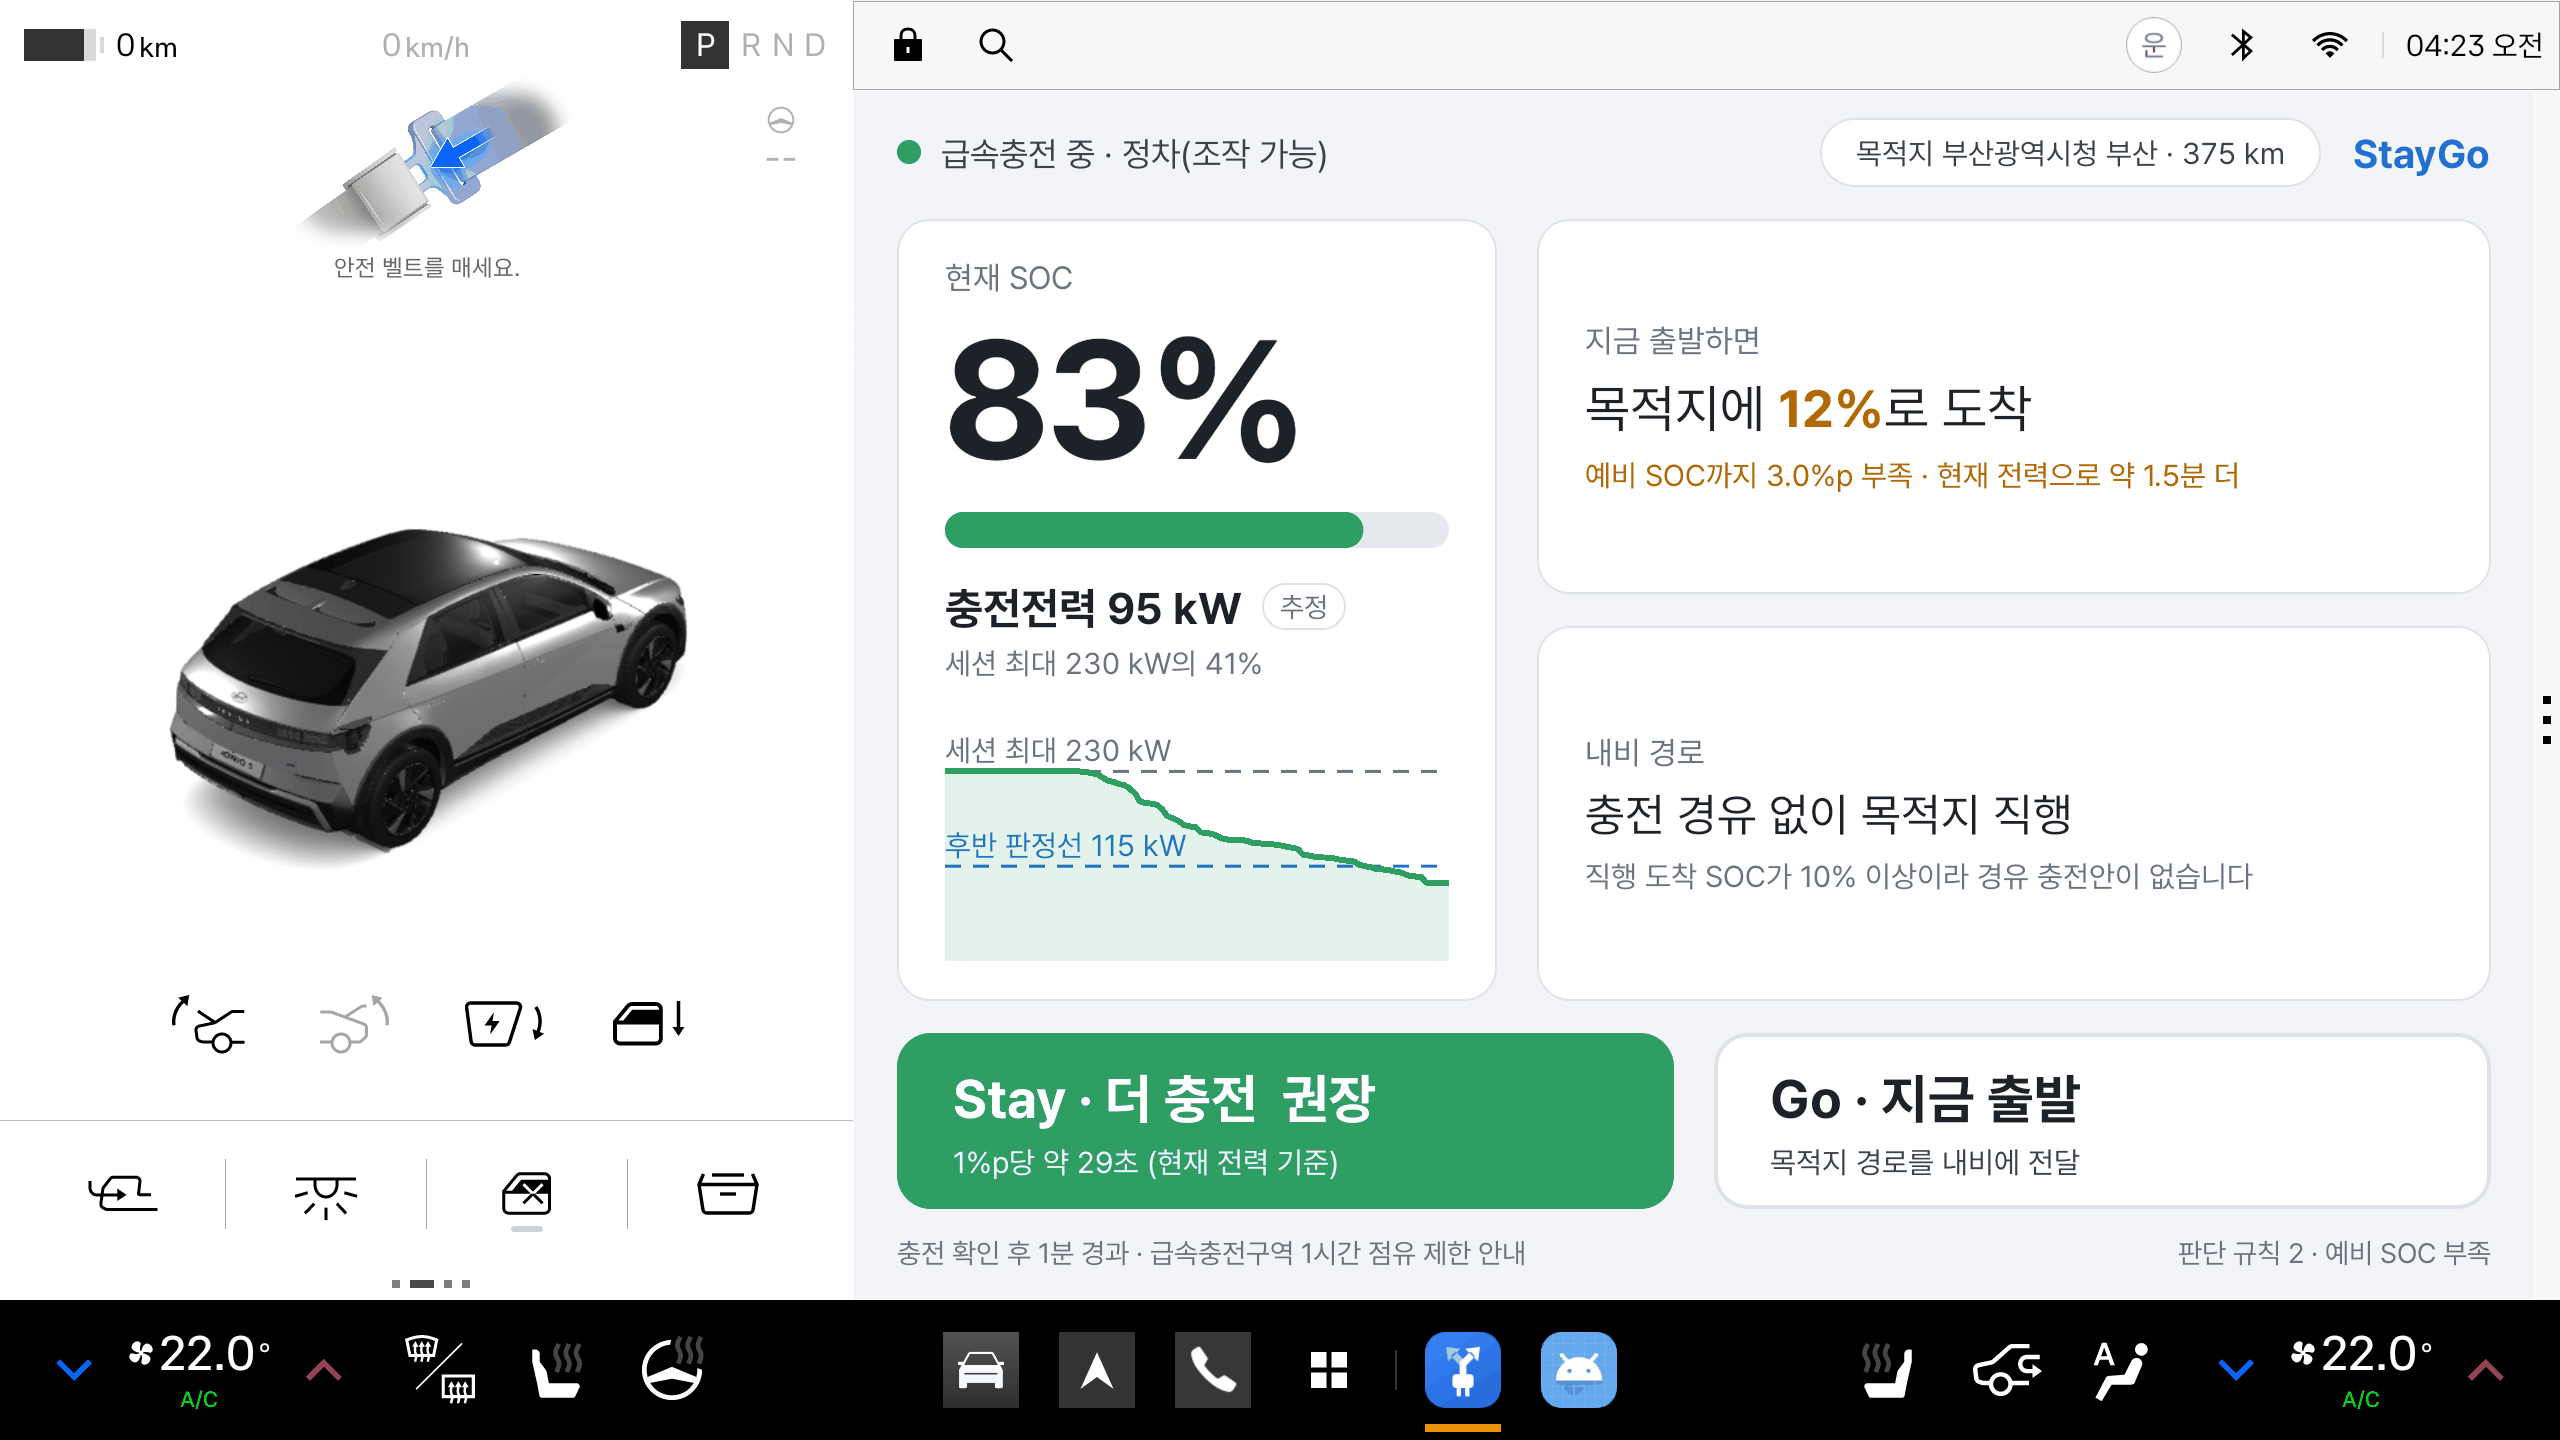 0 km
0 km/h
P R N D
운
04:23 오전
안전 벨트를 매세요.
급속충전 중 · 정차(조작 가능)
목적지 부산광역시청 부산 · 375 km
StayGo
현재 SOC
83%
충전전력 95 kW 추정
세션 최대 230 kW의 41%
세션 최대 230 kW
후반 판정선 115 kW
지금 출발하면
목적지에 12%로 도착
예비 SOC까지 3.0%p 부족 · 현재 전력으로 약 1.5분 더
내비 경로
충전 경유 없이 목적지 직행
직행 도착 SOC가 10% 이상이라 경유 충전안이 없습니다
Stay · 더 충전 권장
1%p당 약 29초 (현재 전력 기준)
Go · 지금 출발
목적지 경로를 내비에 전달
충전 확인 후 1분 경과 · 급속충전구역 1시간 점유 제한 안내
판단 규칙 2 · 예비 SOC 부족
22.0°
A/C
A
22.0°
A/C